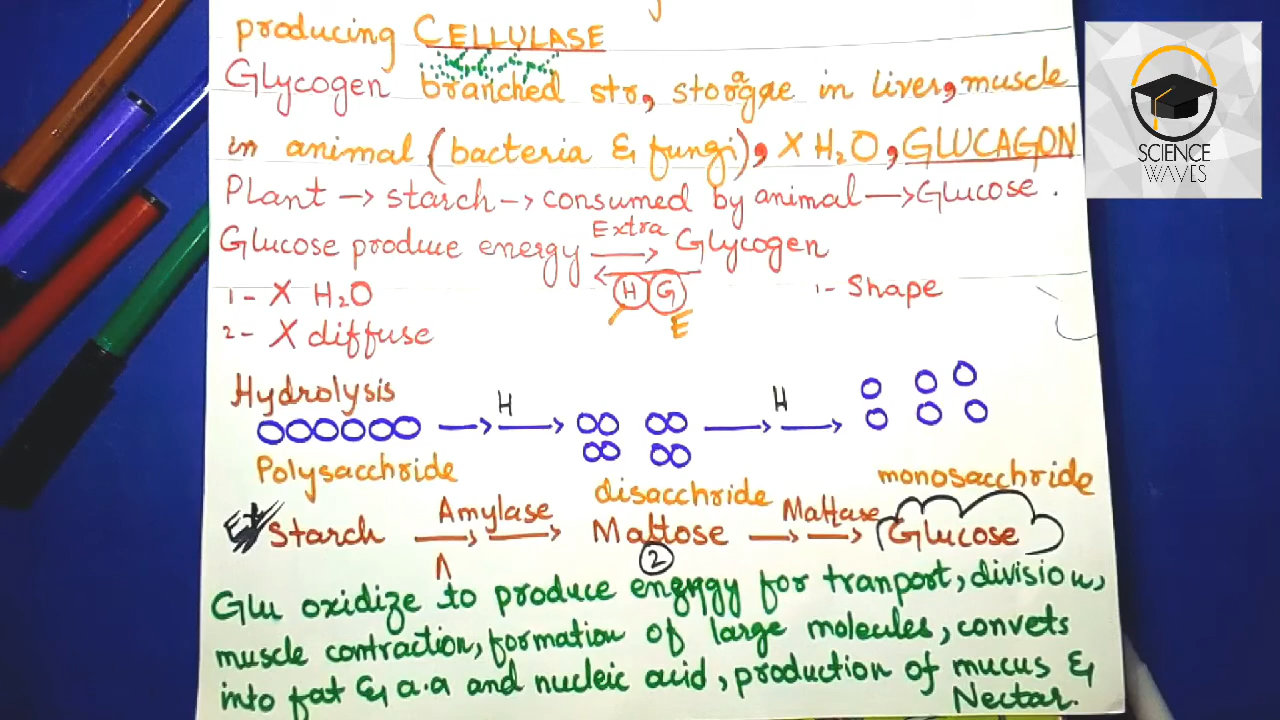 producing CELLULASE
Glycogen branched str, storage in liver, muscle
in animal (bacteria & fungi), X H₂O, GLUCAGON
Plant → starch → consumed by animal → Glucose.
Glucose produce energy Extra Glycogen
H G
1- X H₂O 1- Shape
E
2- X diffuse
Hydrolysis
H H
Polysacchride disacchride monosacchride
Starch Amylase Maltose Maltase Glucose
2
Glu oxidize to produce energgy for tranport, division,
muscle contraction, formation of large molecules, convets
into fat & a.a and nucleic acid, production of mucus &
Nectar.
SCIENCE
WAVES